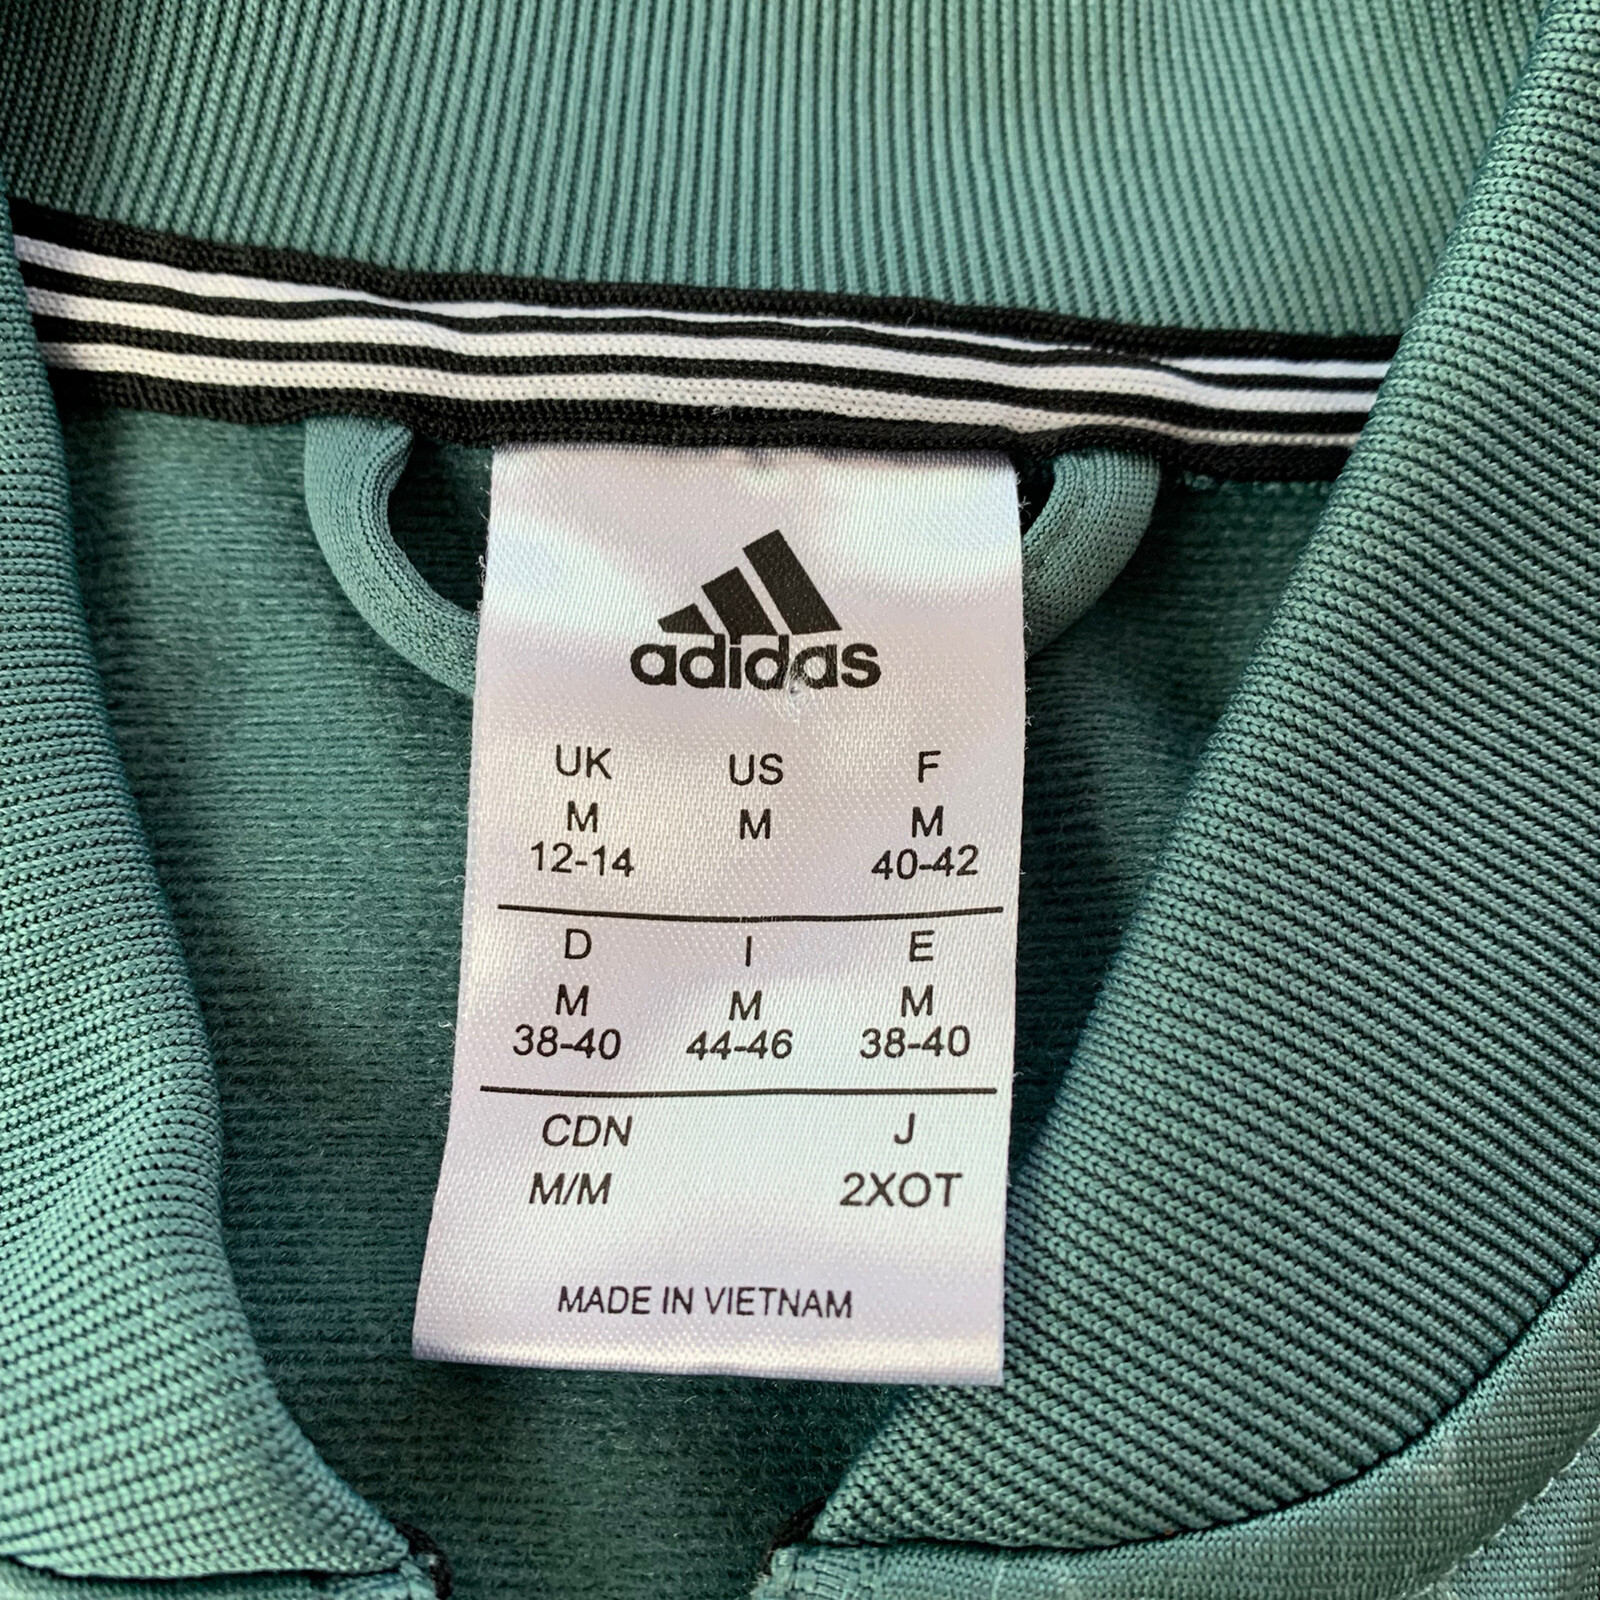 adidas
UK US F
M M M
12-14 40-42
D I E
M M M
38-40 44-46 38-40
CDN J
M/M 2XOT
MADE IN VIETNAM